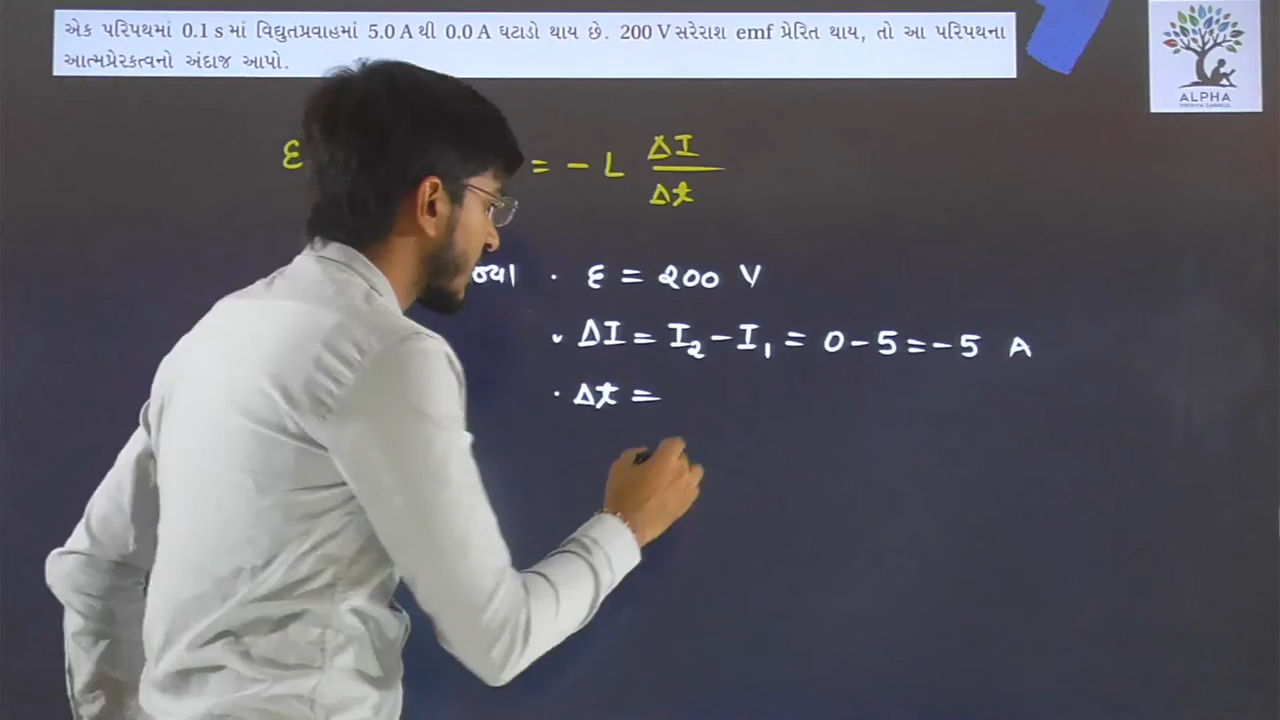 એક પરિપથમાં 0.1 s માં વિદ્યુતપ્રવાહમાં 5.0 A થી 0.0 A ઘટાડો થાય છે. 200 V સરેરાશ emf પ્રેરિત થાય, તો આ પરિપથના
આત્મપ્રેરકત્વનો અંદાજ આપો.
ALPHA
ε = - L ΔI/Δt
· ε = ૨00 V
· ΔI = I₂ - I₁ = 0 - 5 = - 5 A
· Δt =